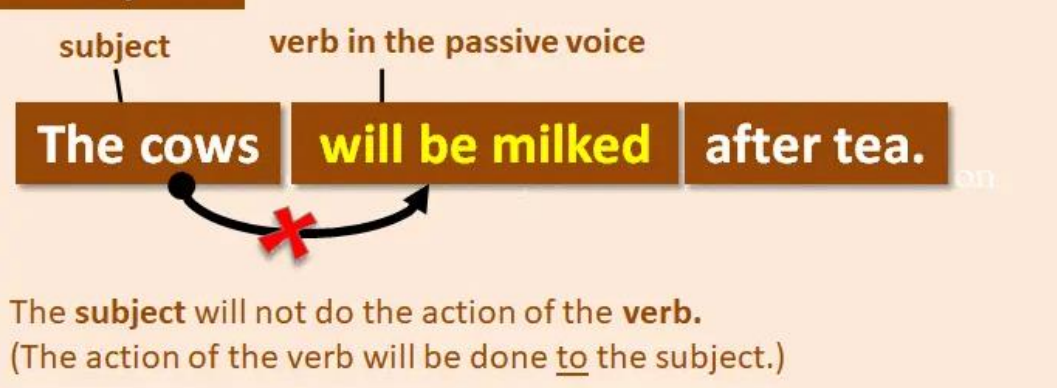 subject
verb in the passive voice
The cows will be milked after tea.
on
The subject will not do the action of the verb.
(The action of the verb will be done to the subject.)